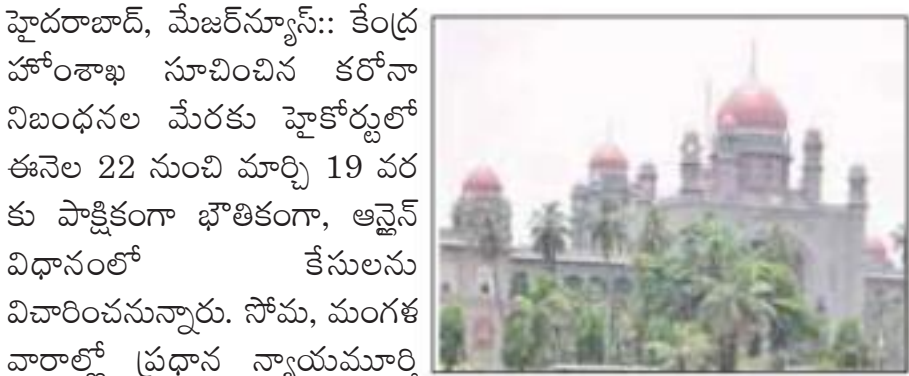 హైదరాబాద్, మేజర్‌న్యూస్:: కేంద్ర
హోంశాఖ సూచించిన కరోనా
నిబంధనల మేరకు హైకోర్టులో
ఈనెల 22 నుంచి మార్చి 19 వర
కు పాక్షికంగా భౌతికంగా, ఆన్లైన్
విధానంలో కేసులను
విచారించనున్నారు. సోమ, మంగళ
వారాల్లో ప్రధాన న్యాయమూర్తి